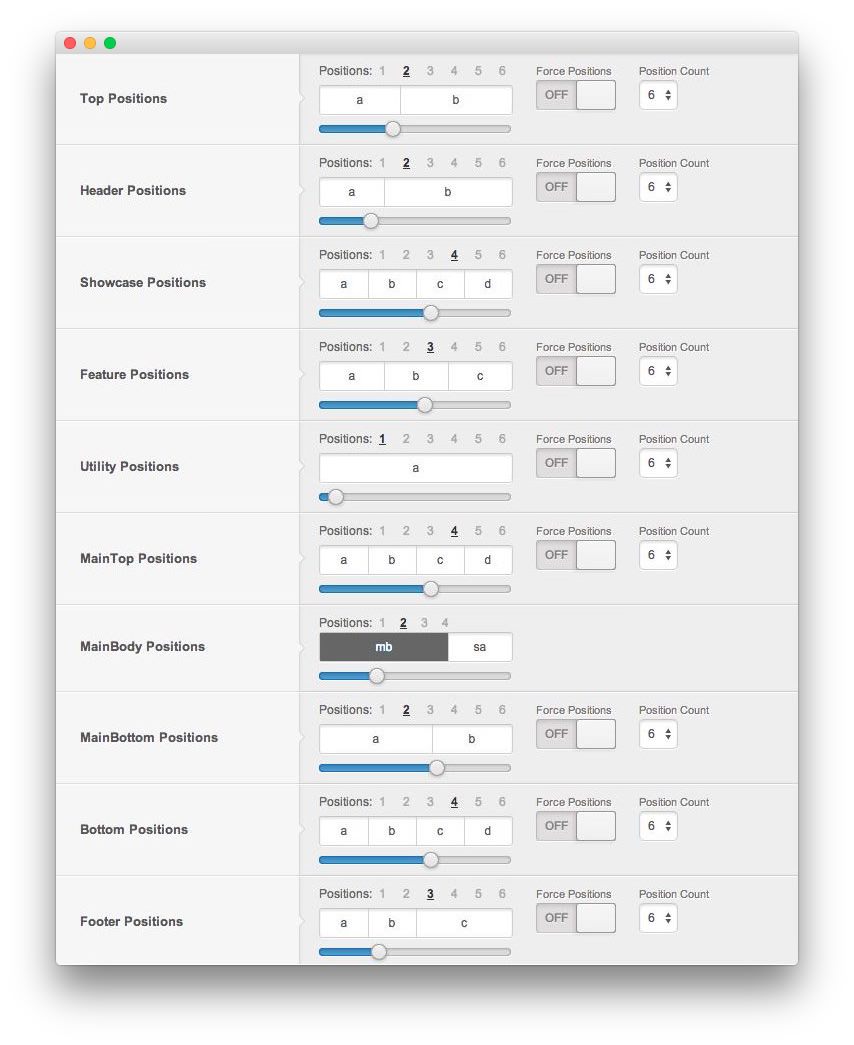 Positions: 1 2 3 4 5 6 Force Positions Position Count
Top Positions a b OFF 6
Positions: 1 2 3 4 5 6 Force Positions Position Count
Header Positions a b OFF 6
Positions: 1 2 3 4 5 6 Force Positions Position Count
Showcase Positions a b c d OFF 6
Positions: 1 2 3 4 5 6 Force Positions Position Count
Feature Positions a b c OFF 6
Positions: 1 2 3 4 5 6 Force Positions Position Count
Utility Positions a OFF 6
Positions: 1 2 3 4 5 6 Force Positions Position Count
MainTop Positions a b c d OFF 6
Positions: 1 2 3 4
MainBody Positions mb sa
Positions: 1 2 3 4 5 6 Force Positions Position Count
MainBottom Positions a b OFF 6
Positions: 1 2 3 4 5 6 Force Positions Position Count
Bottom Positions a b c d OFF 6
Positions: 1 2 3 4 5 6 Force Positions Position Count
Footer Positions a b c OFF 6